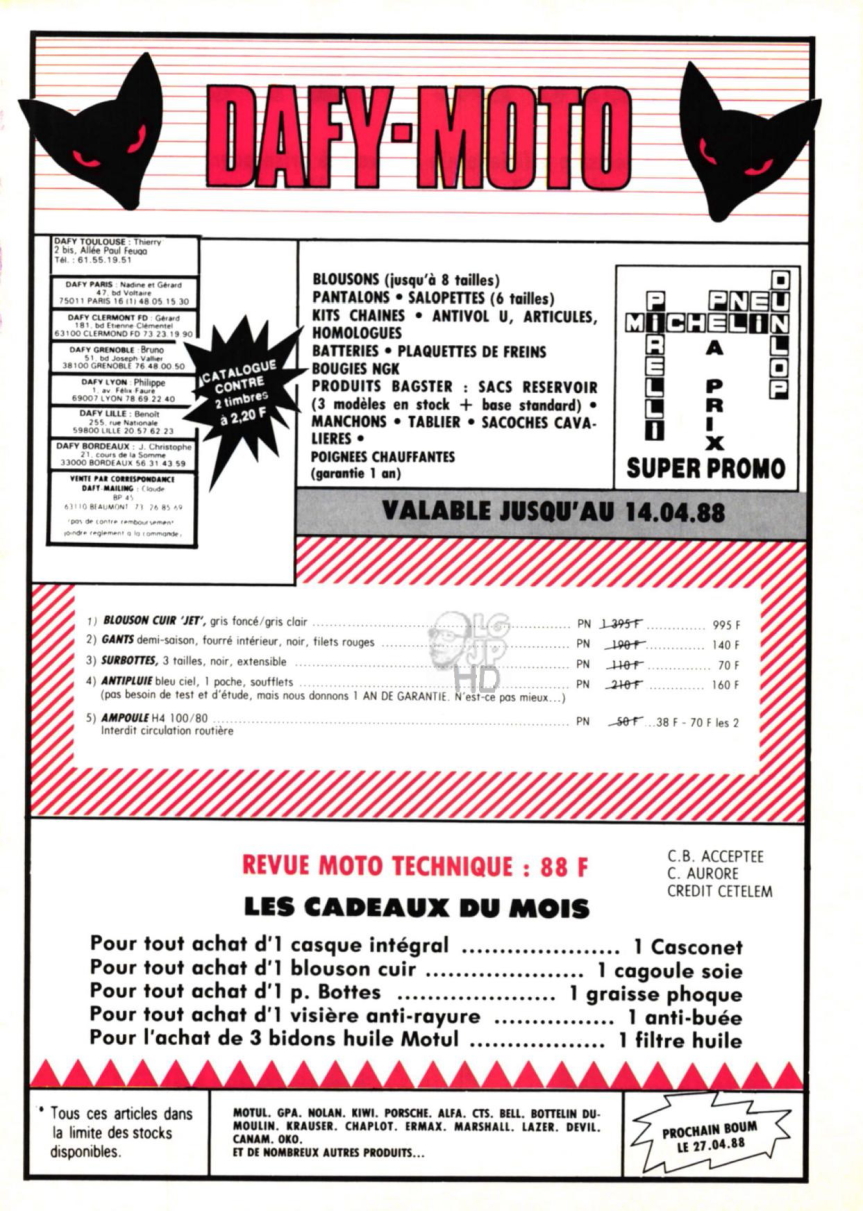 DAFY-MOTO
DAFY TOULOUSE : Thierry
2 bis, Allée Paul Feuga
Tél. : 61.55.19.51
DAFY PARIS : Nadine et Gérard
47, bd Voltaire
75011 PARIS 16 (1) 48.05.15.30
DAFY CLERMONT FD : Gérard
181, bd Etienne Clémentel
63100 CLERMOND FD 73.23.19.90
DAFY GRENOBLE : Bruno
51, bd Joseph Vallier
38100 GRENOBLE 76.48.00.50
DAFY LYON : Philippe
1, av. Félix Faure
69007 LYON 78.69.22.40
DAFY LILLE : Benoît
255, rue Nationale
59800 LILLE 20.57.62.23
DAFY BORDEAUX : J. Christophe
21, cours de la Somme
33000 BORDEAUX 56.31.43.59
VENTE PAR CORRESPONDANCE
DAFY-MAILING : Claude
BP 45
63110 BEAUMONT 73 26 85 69
(pas de contre remboursement
joindre règlement à la commande)
CATALOGUE
CONTRE
2 timbres
à 2,20 F
BLOUSONS (jusqu'à 8 tailles)
PANTALONS • SALOPETTES (6 tailles)
KITS CHAINES • ANTIVOL U, ARTICULES,
HOMOLOGUES
BATTERIES • PLAQUETTES DE FREINS
BOUGIES NGK
PRODUITS BAGSTER : SACS RESERVOIR
(3 modèles en stock + base standard) •
MANCHONS • TABLIER • SACOCHES CAVA-
LIERES •
POIGNEES CHAUFFANTES
(garantie 1 an)
PNEU
MICHELIN
PIRELLI
DUNLOP
A PRIX
SUPER PROMO
VALABLE JUSQU'AU 14.04.88
1) BLOUSON CUIR 'JET', gris foncé/gris clair ... PN 1 395 F ... 995 F
2) GANTS demi-saison, fourré intérieur, noir, filets rouges ... PN 190 F ... 140 F
3) SURBOTTES, 3 tailles, noir, extensible ... PN 110 F ... 70 F
4) ANTIPLUIE bleu ciel, 1 poche, soufflets ... PN 210 F ... 160 F
(pas besoin de test et d'étude, mais nous donnons 1 AN DE GARANTIE. N'est-ce pas mieux...)
5) AMPOULE H4 100/80 ... PN 50 F ...38 F - 70 F les 2
Interdit circulation routière
LG
JP
HD
REVUE MOTO TECHNIQUE : 88 F
C.B. ACCEPTEE
C. AURORE
CREDIT CETELEM
LES CADEAUX DU MOIS
Pour tout achat d'1 casque intégral ... 1 Casconet
Pour tout achat d'1 blouson cuir ... 1 cagoule soie
Pour tout achat d'1 p. Bottes ... 1 graisse phoque
Pour tout achat d'1 visière anti-rayure ... 1 anti-buée
Pour l'achat de 3 bidons huile Motul ... 1 filtre huile
* Tous ces articles dans
la limite des stocks
disponibles.
MOTUL. GPA. NOLAN. KIWI. PORSCHE. ALFA. CTS. BELL. BOTTELIN DU-
MOULIN. KRAUSER. CHAPLOT. ERMAX. MARSHALL. LAZER. DEVIL.
CANAM. OKO.
ET DE NOMBREUX AUTRES PRODUITS...
PROCHAIN BOUM
LE 27.04.88